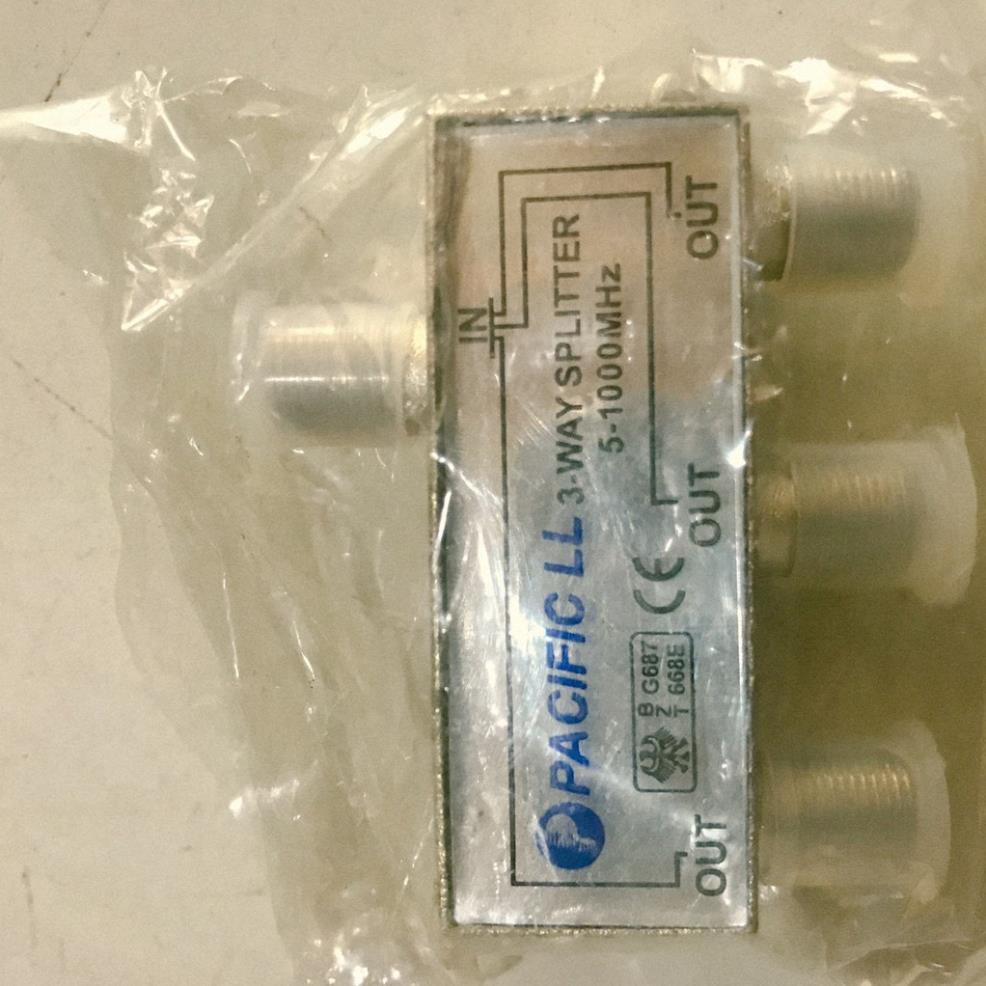 IN
PACIFIC LL 3-WAY SPLITTER
5-1000MHz
B
Z
T
G687
668E
CE
OUT
OUT
OUT